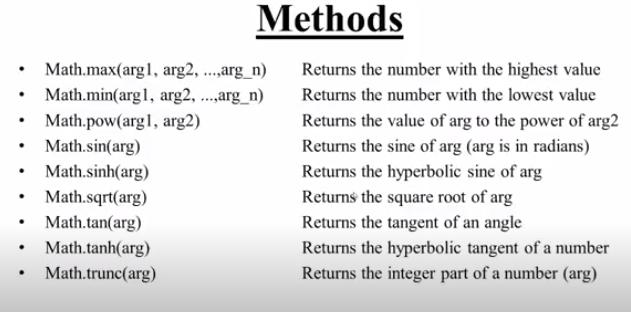 Methods
• Math.max(arg1, arg2, ...,arg_n) Returns the number with the highest value
• Math.min(arg1, arg2, ...,arg_n) Returns the number with the lowest value
• Math.pow(arg1, arg2) Returns the value of arg to the power of arg2
• Math.sin(arg) Returns the sine of arg (arg is in radians)
• Math.sinh(arg) Returns the hyperbolic sine of arg
• Math.sqrt(arg) Returns the square root of arg
• Math.tan(arg) Returns the tangent of an angle
• Math.tanh(arg) Returns the hyperbolic tangent of a number
• Math.trunc(arg) Returns the integer part of a number (arg)